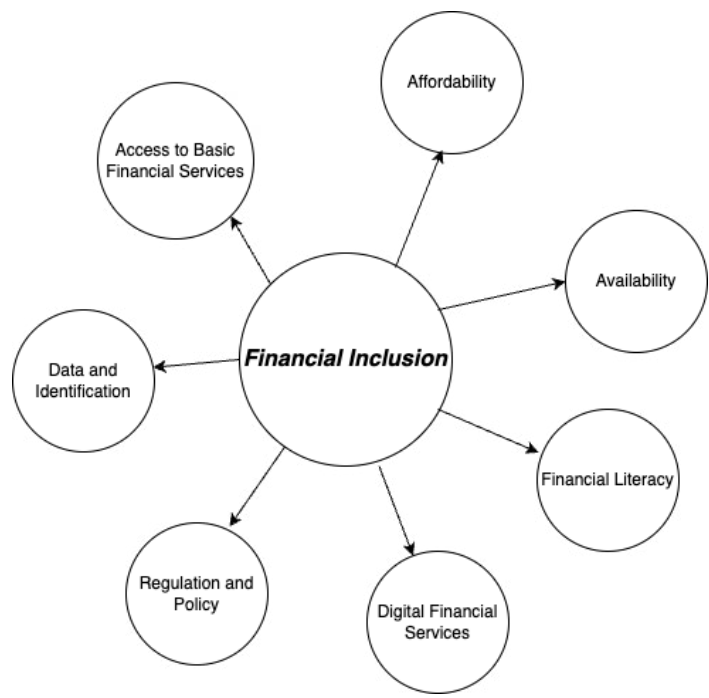 Affordability
Access to Basic
Financial Services
Availability
Financial Inclusion
Data and
Identification
Financial Literacy
Regulation and
Policy
Digital Financial
Services